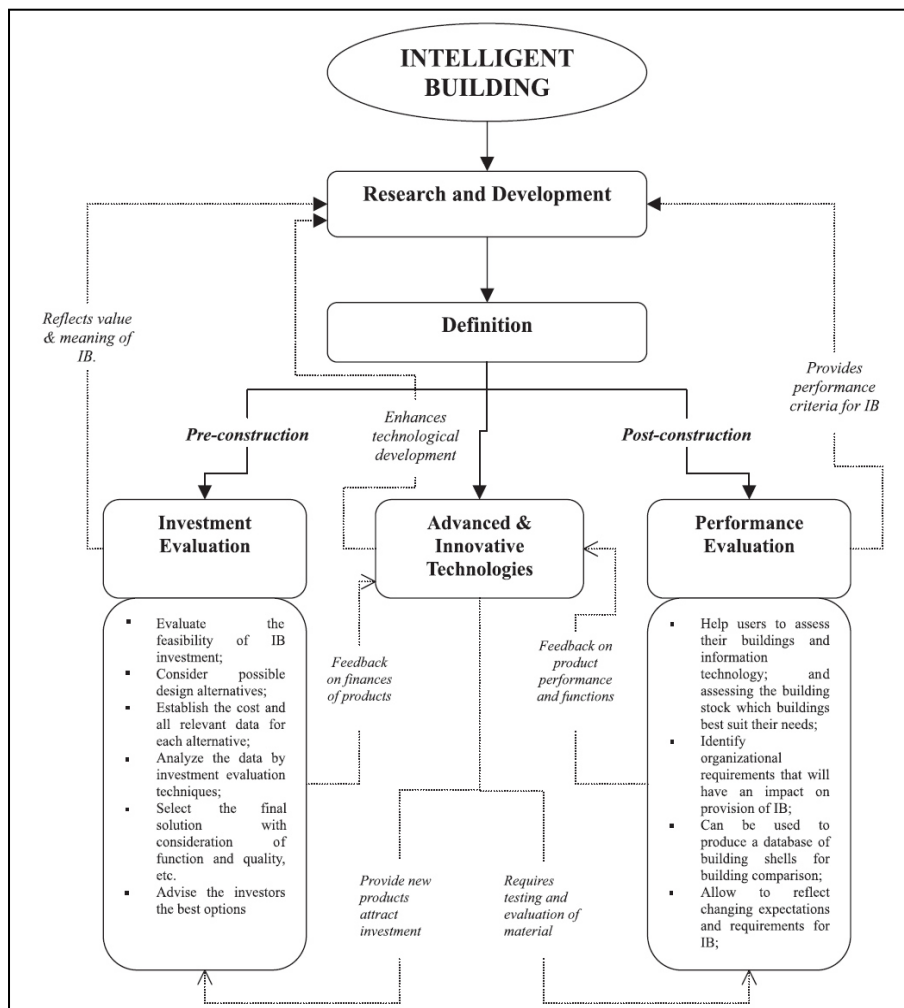 INTELLIGENT
BUILDING
Research and Development
Definition
Reflects value
& meaning of
IB.
Provides
performance
criteria for IB
Enhances
technological
development
Pre-construction
Post-construction
Investment
Evaluation
Advanced &
Innovative
Technologies
Performance
Evaluation
▪ Evaluate the
feasibility of IB
investment;
▪ Consider possible
design alternatives;
▪ Establish the cost and
all relevant data for
each alternative;
▪ Analyze the data by
investment evaluation
techniques;
▪ Select the final
solution with
consideration of
function and quality,
etc.
▪ Advise the investors
the best options
Feedback
on finances
of products
Feedback on
product
performance
and functions
▪ Help users to assess
their buildings and
information
technology; and
assessing the building
stock which buildings
best suit their needs;
▪ Identify
organizational
requirements that will
have an impact on
provision of IB;
▪ Can be used to
produce a database of
building shells for
building comparison;
▪ Allow to reflect
changing expectations
and requirements for
IB;
Provide new
products
attract
investment
Requires
testing and
evaluation of
material